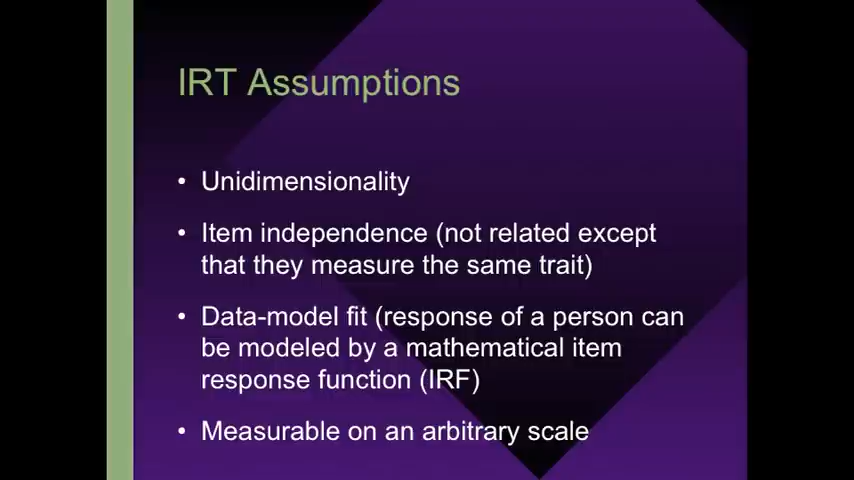 IRT Assumptions
• Unidimensionality
• Item independence (not related except
that they measure the same trait)
• Data-model fit (response of a person can
be modeled by a mathematical item
response function (IRF)
• Measurable on an arbitrary scale